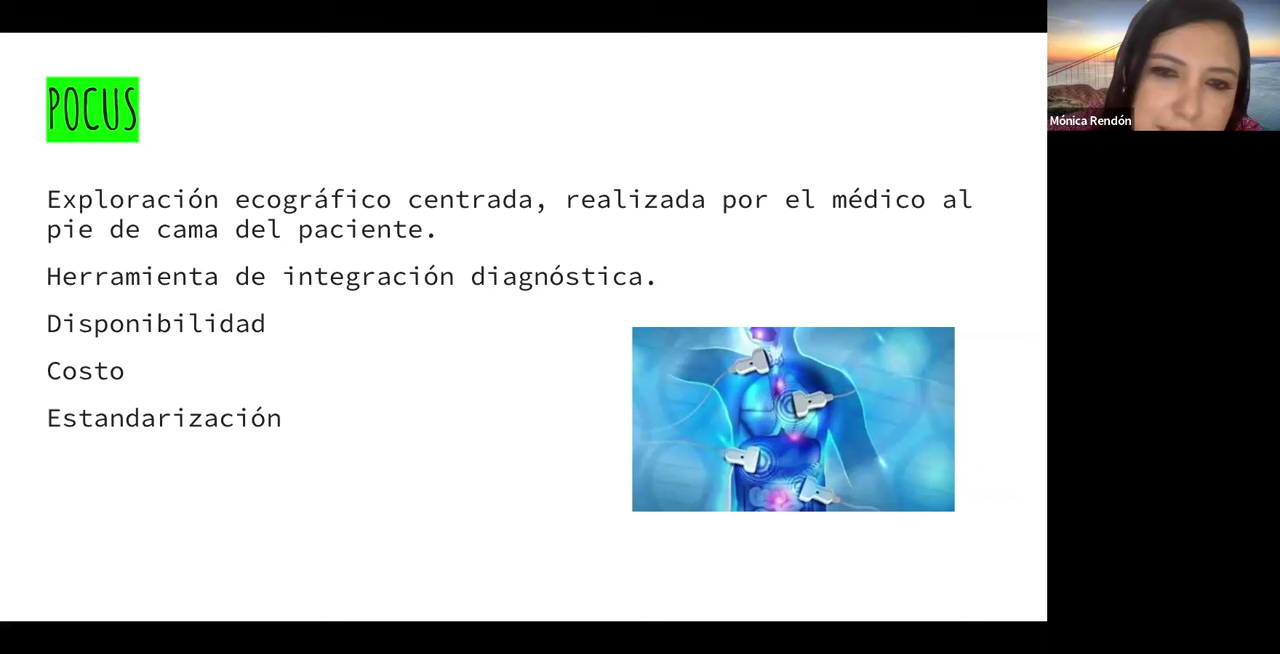 POCUS
Exploración ecográfico centrada, realizada por el médico al
pie de cama del paciente.
Herramienta de integración diagnóstica.
Disponibilidad
Costo
Estandarización
Mónica Rendón